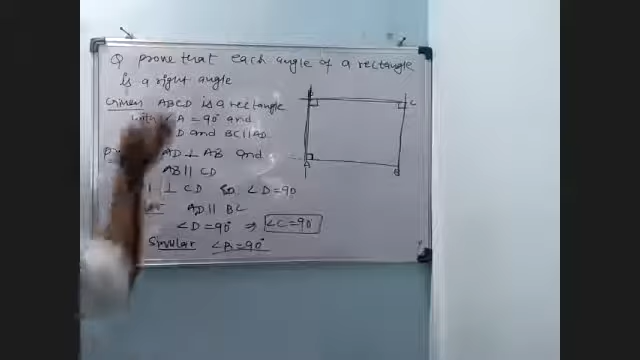 Q prove that each angle of a rectangle
is a right angle
Given ABCD is a rectangle
with ∠A = 90° and
D and BC||AD
AD ⊥ AB and
AB || CD
⊥ CD so ∠D = 90
AD || BC
∠D = 90° ⇒ ∠C = 90°
Similar ∠B = 90°
D
C
A
B